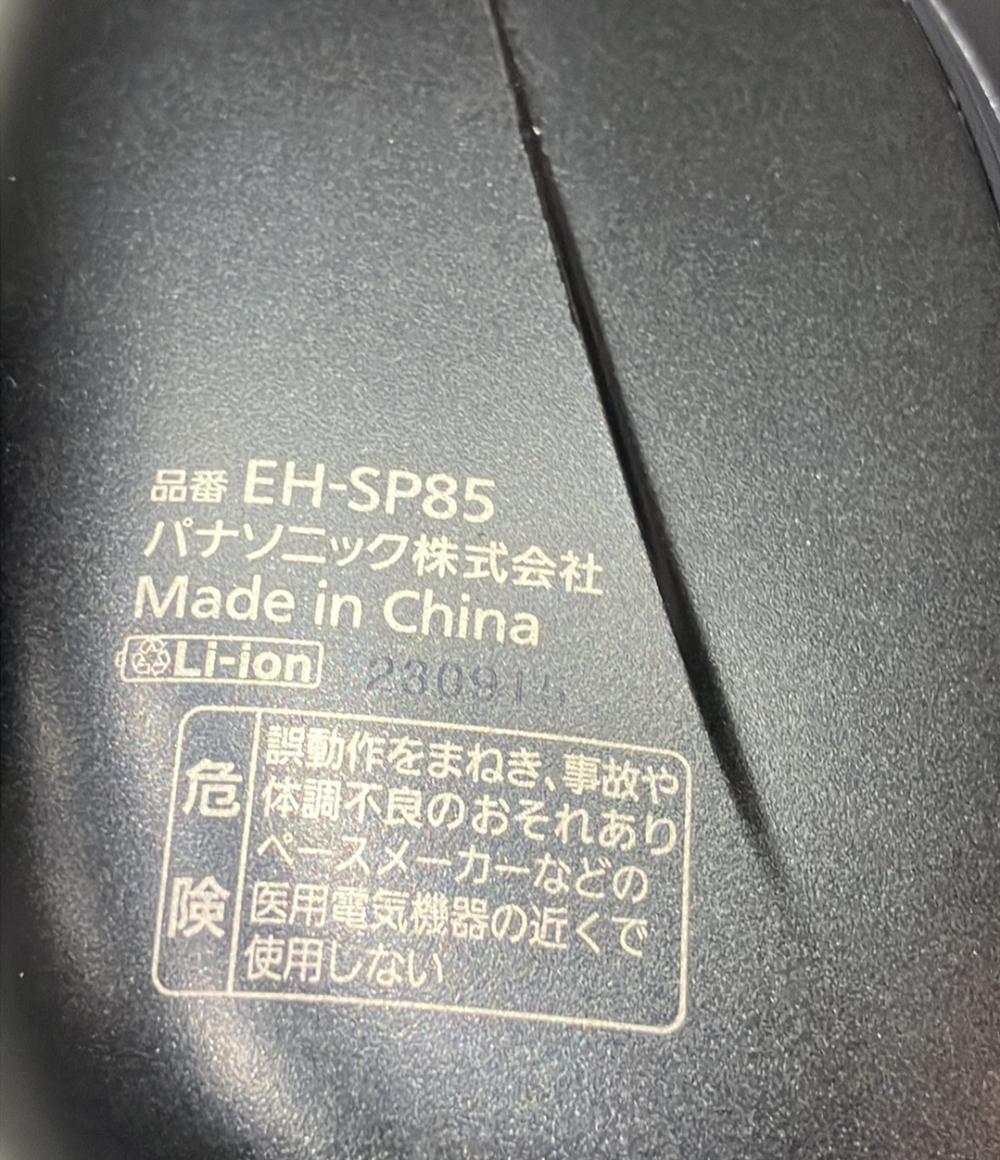 品番 EH-SP85
パナソニック株式会社
Made in China
Li-ion 230915
危険
誤動作をまねき、事故や
体調不良のおそれあり
ペースメーカーなどの
医用電気機器の近くで
使用しない